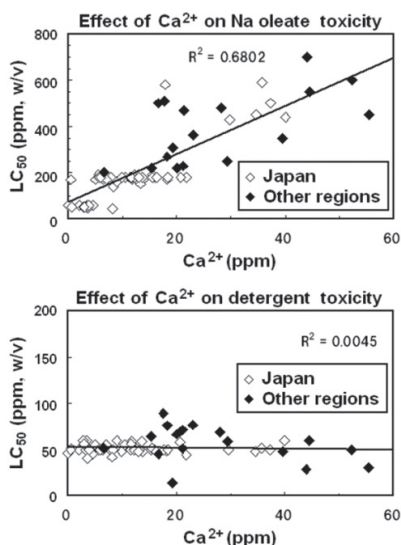 Effect of Ca2+ on Na oleate toxicity
800
600
400
200
0
LC50 (ppm, w/v)
R2 = 0.6802
◇ Japan
◆ Other regions
0 20 40 60
Ca2+ (ppm)
Effect of Ca2+ on detergent toxicity
200
150
100
50
0
LC50 (ppm, w/v)
R2 = 0.0045
◇ Japan
◆ Other regions
0 20 40 60
Ca2+ (ppm)